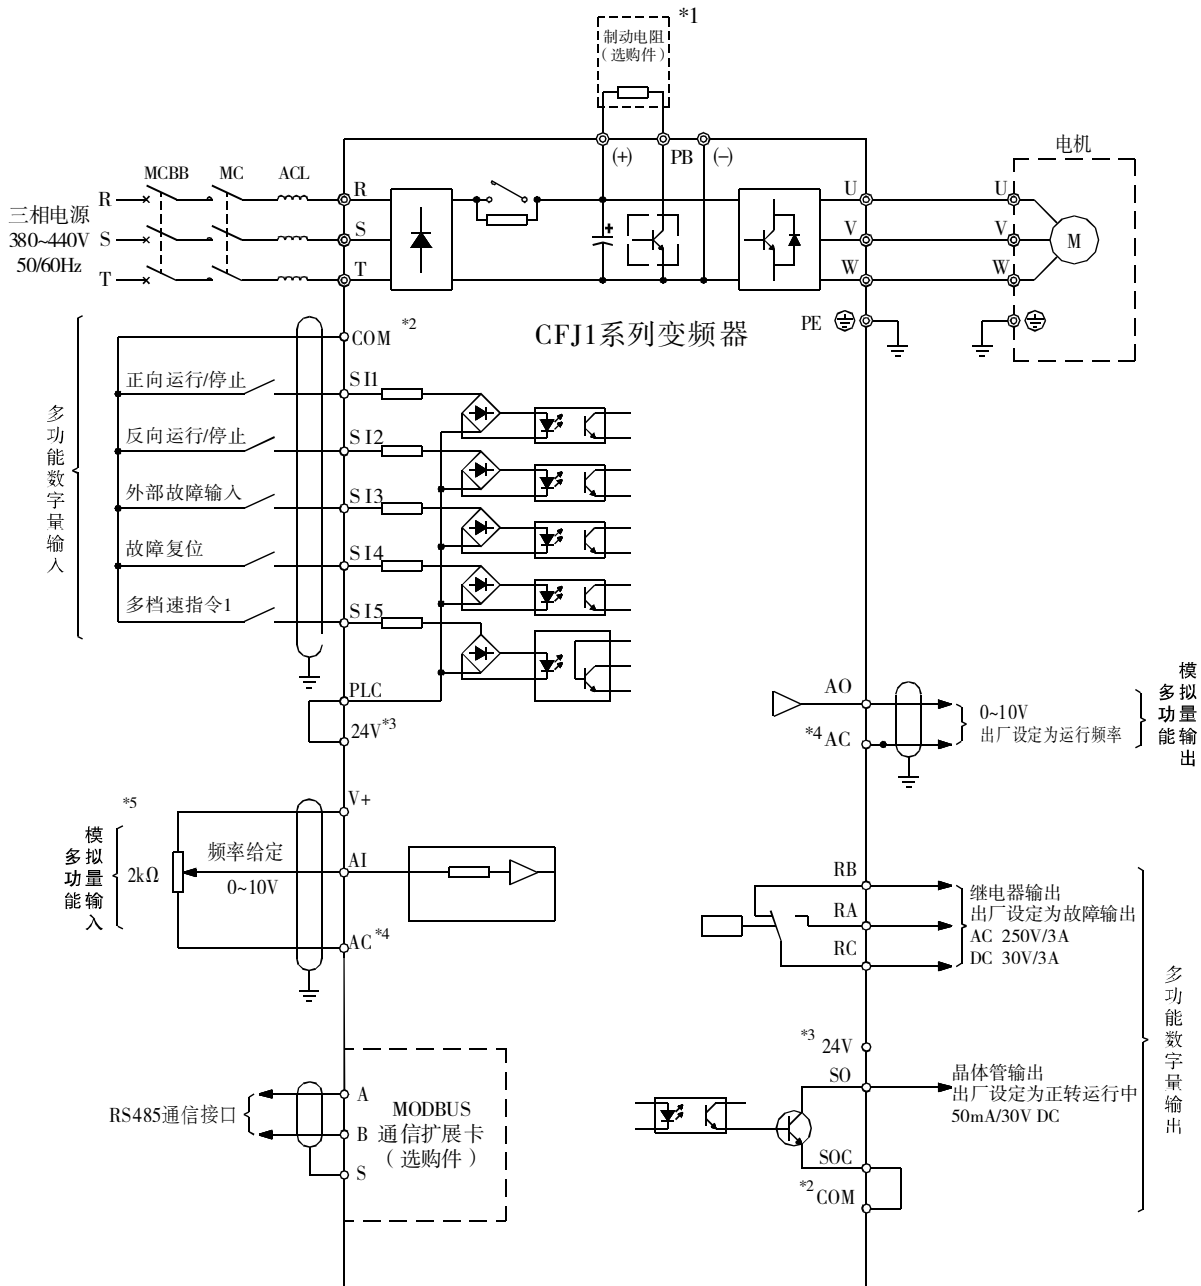 *1
制动电阻
（选购件）
(+)
PB
(−)
电机
MCBB
MC
ACL
三相电源
380~440V
50/60Hz
R
S
T
R
S
T
U
V
W
U
V
W
M
PE
CFJ1系列变频器
多功能数字量输入
COM *2
正向运行/停止
SI1
反向运行/停止
SI2
外部故障输入
SI3
故障复位
SI4
多档速指令1
SI5
PLC
24V*3
AO
*4 AC
0~10V
出厂设定为运行频率
多功能
模拟量输出
V+
*5
多功能
模拟量输入
2kΩ
频率给定
0~10V
AI
AC*4
RB
RA
RC
继电器输出
出厂设定为故障输出
AC 250V/3A
DC 30V/3A
多功能数字量输出
*3 24V
SO
晶体管输出
出厂设定为正转运行中
50mA/30V DC
SOC
*2 COM
RS485通信接口
A
B
S
MODBUS
通信扩展卡
（选购件）